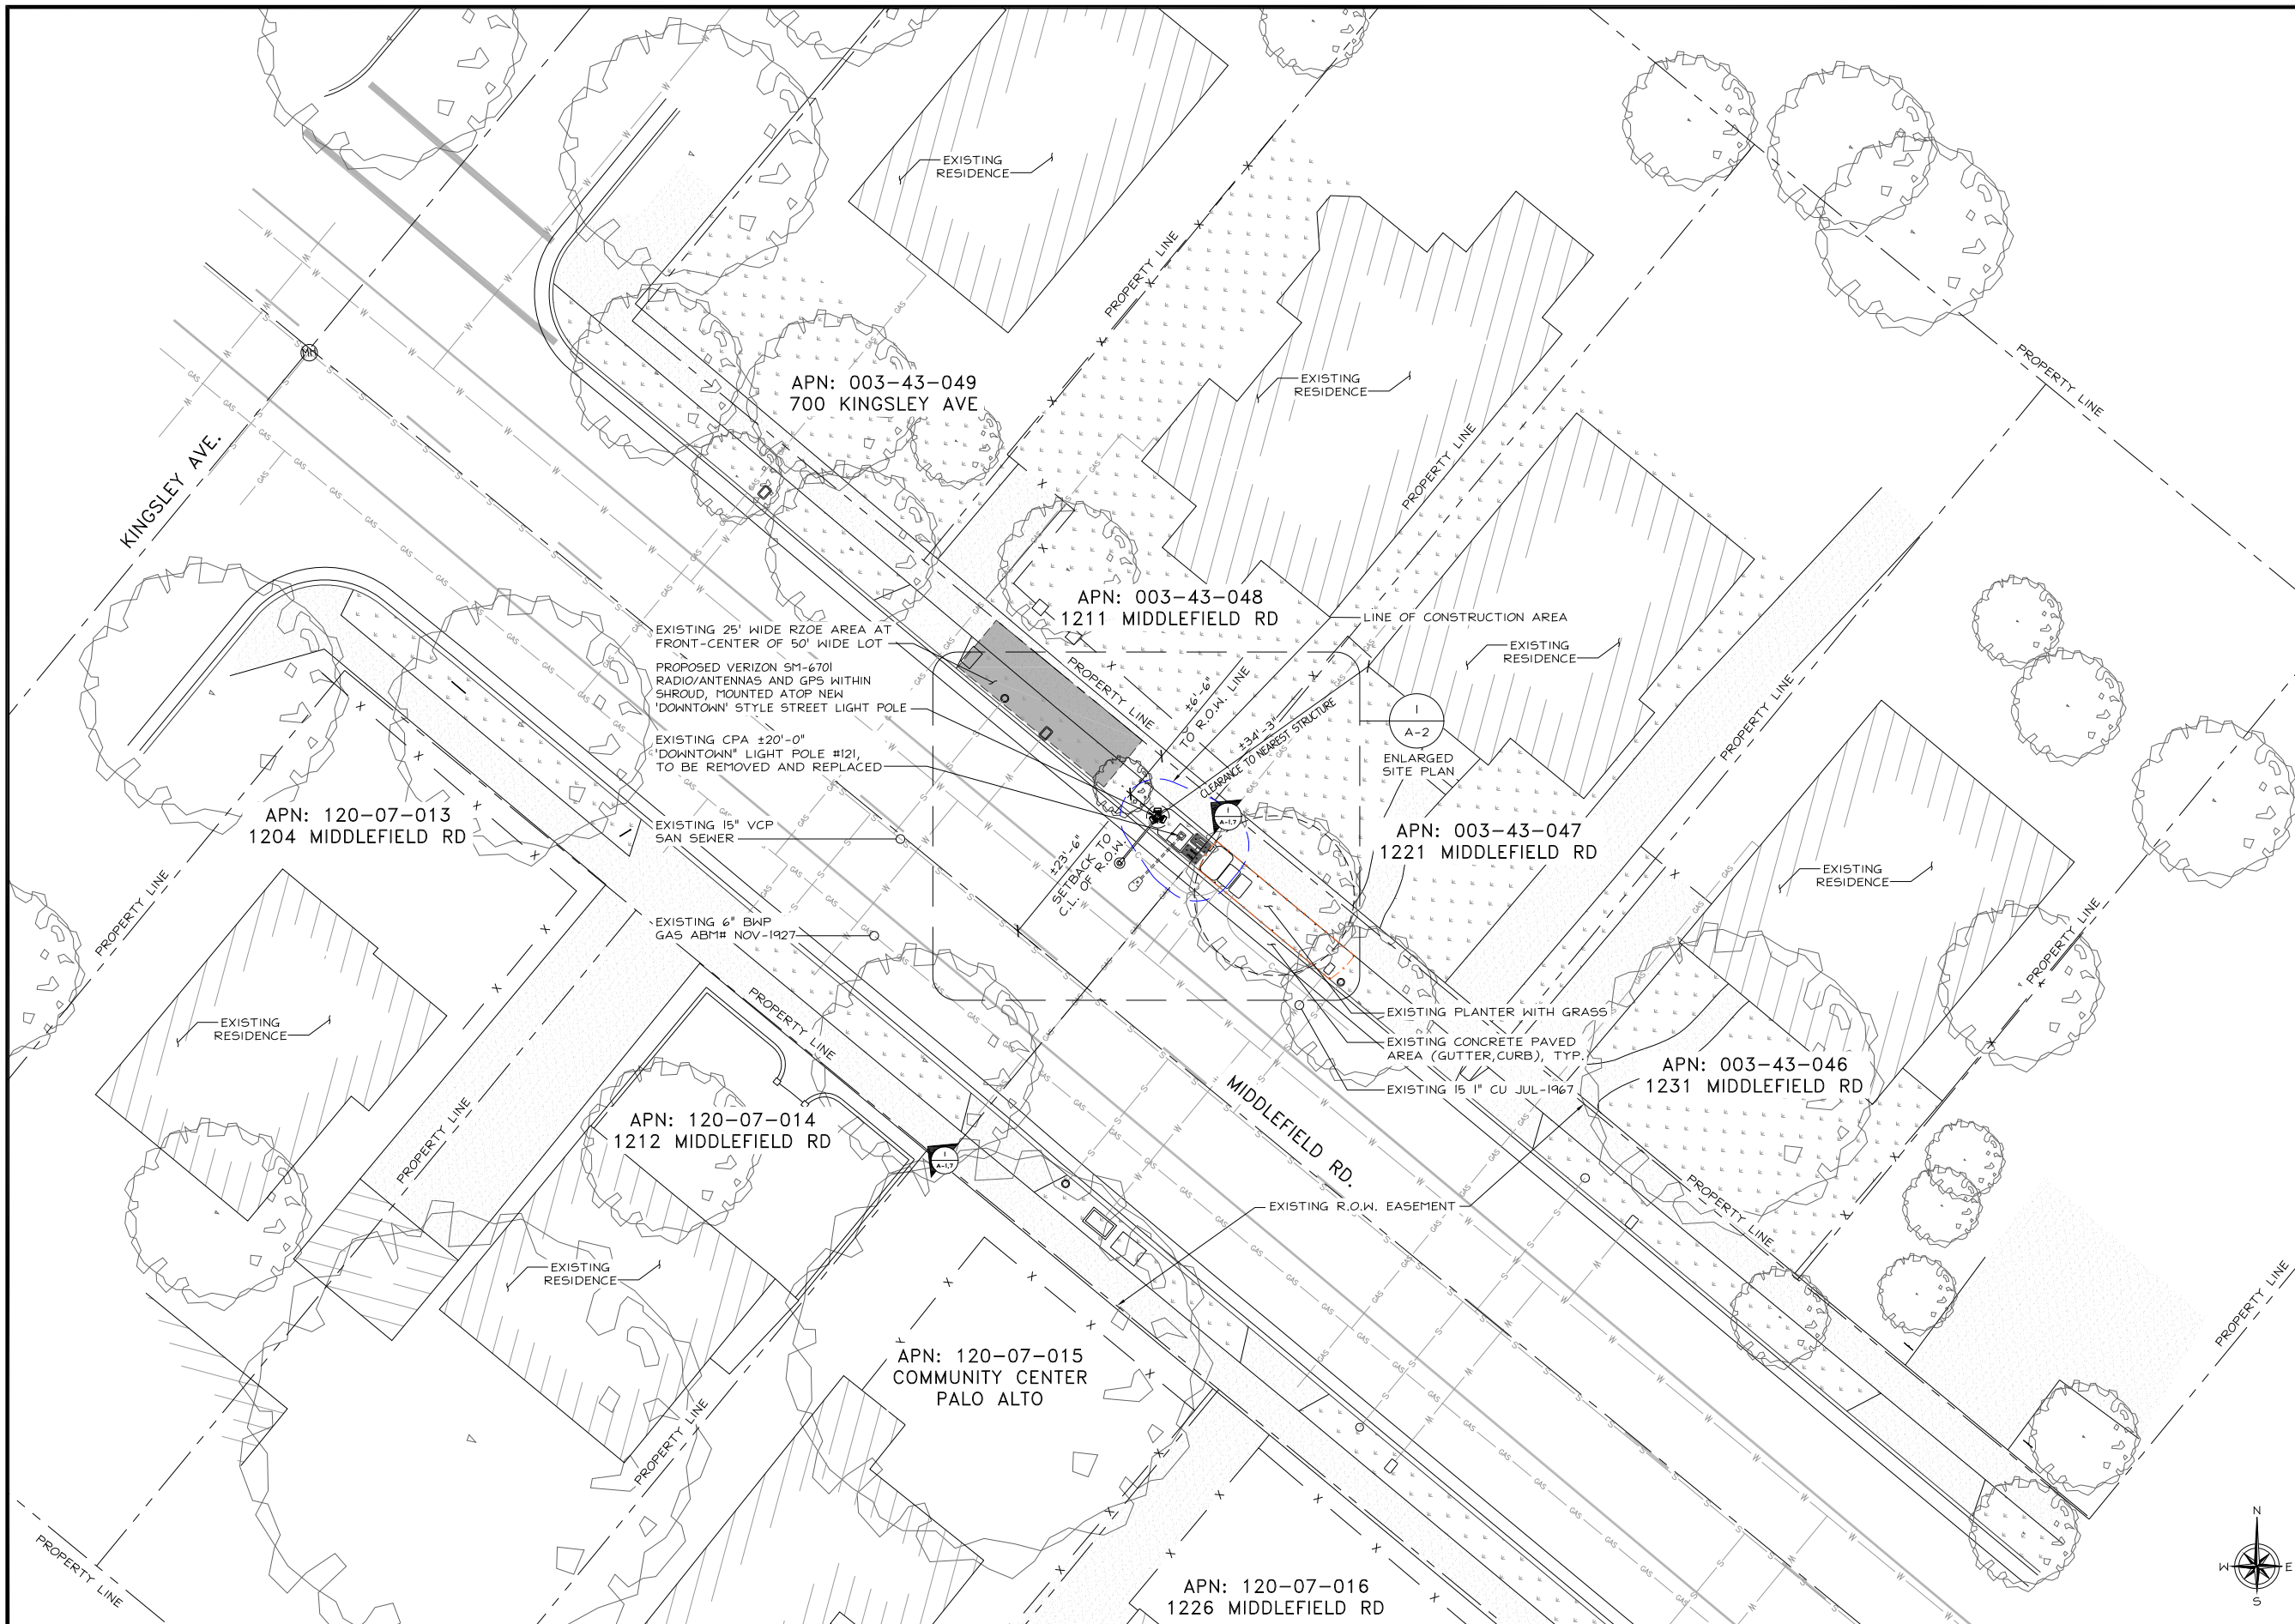 EXISTING
RESIDENCE
PROPERTY LINE
APN: 003-43-049
700 KINGSLEY AVE
EXISTING
RESIDENCE
PROPERTY LINE
PROPERTY LINE
KINGSLEY AVE.
MH
APN: 003-43-048
1211 MIDDLEFIELD RD
LINE OF CONSTRUCTION AREA
EXISTING 25' WIDE RZOE AREA AT
FRONT-CENTER OF 50' WIDE LOT
PROPOSED VERIZON SM-6701
RADIO/ANTENNAS AND GPS WITHIN
SHROUD, MOUNTED ATOP NEW
'DOWNTOWN' STYLE STREET LIGHT POLE
EXISTING CPA ±20'-0"
'DOWNTOWN" LIGHT POLE #121,
TO BE REMOVED AND REPLACED
PROPERTY LINE
±6'-6"
TO R.O.W. LINE
±34'-3"
CLEARANCE TO NEAREST STRUCTURE
EXISTING
RESIDENCE
1
A-2
ENLARGED
SITE PLAN
PROPERTY LINE
1
A-1,7
APN: 120-07-013
1204 MIDDLEFIELD RD
EXISTING 15" VCP
SAN SEWER
±23'-6"
SETBACK TO
C.L. OF R.O.W.
APN: 003-43-047
1221 MIDDLEFIELD RD
EXISTING
RESIDENCE
PROPERTY LINE
EXISTING 6" BWP
GAS ABM# NOV-1927
PROPERTY LINE
PROPERTY LINE
EXISTING
RESIDENCE
EXISTING PLANTER WITH GRASS
EXISTING CONCRETE PAVED
AREA (GUTTER,CURB), TYP.
EXISTING 15 1" CU JUL-1967
APN: 003-43-046
1231 MIDDLEFIELD RD
MIDDLEFIELD RD.
APN: 120-07-014
1212 MIDDLEFIELD RD
PROPERTY LINE
1
A-1,7
EXISTING R.O.W. EASEMENT
PROPERTY LINE
EXISTING
RESIDENCE
PROPERTY LINE
APN: 120-07-015
COMMUNITY CENTER
PALO ALTO
PROPERTY LINE
PROPERTY LINE
APN: 120-07-016
1226 MIDDLEFIELD RD
N
W E
S